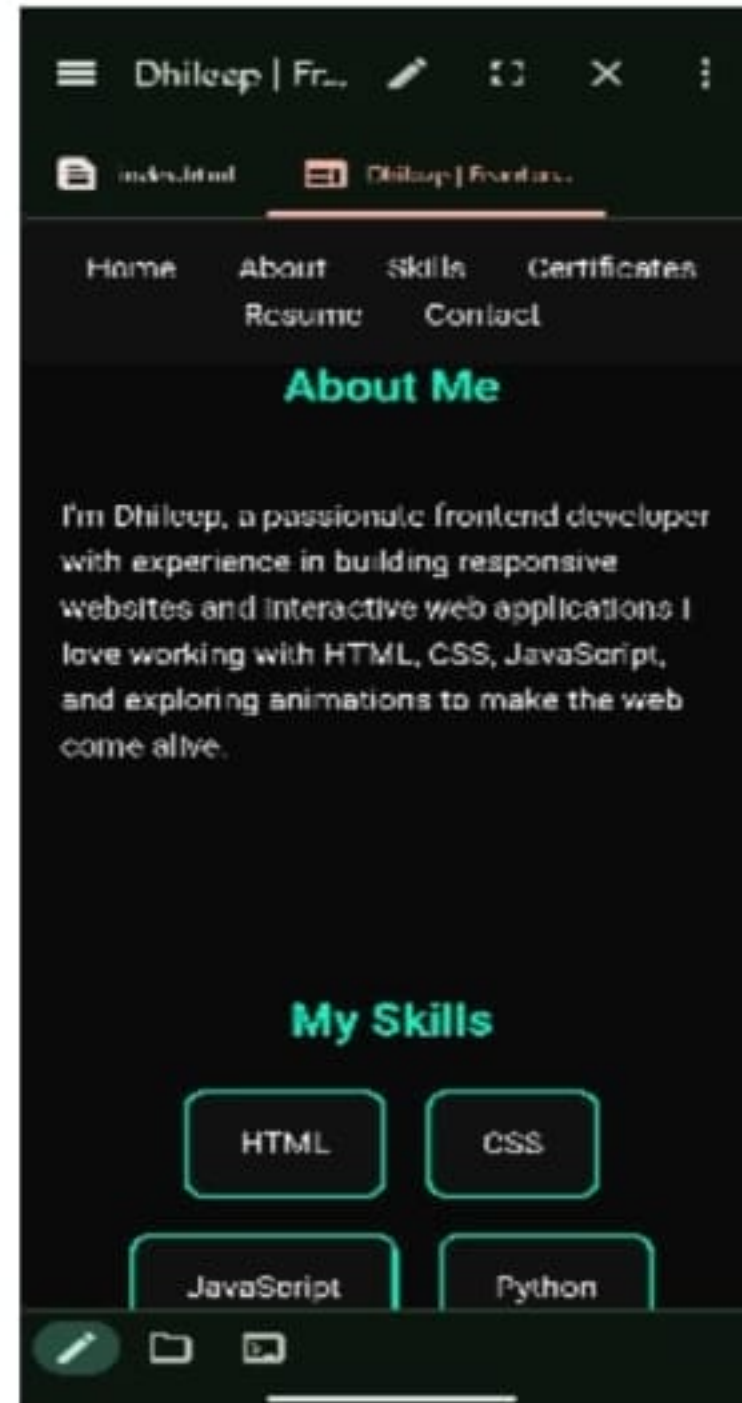 Dhileep | Fr...
index.html Dhileep | Fronten...
Home About Skills Certificates
Resume Contact
About Me
I'm Dhileep, a passionate frontend developer
with experience in building responsive
websites and interactive web applications I
love working with HTML, CSS, JavaScript,
and exploring animations to make the web
come alive.
My Skills
HTML CSS
JavaScript Python